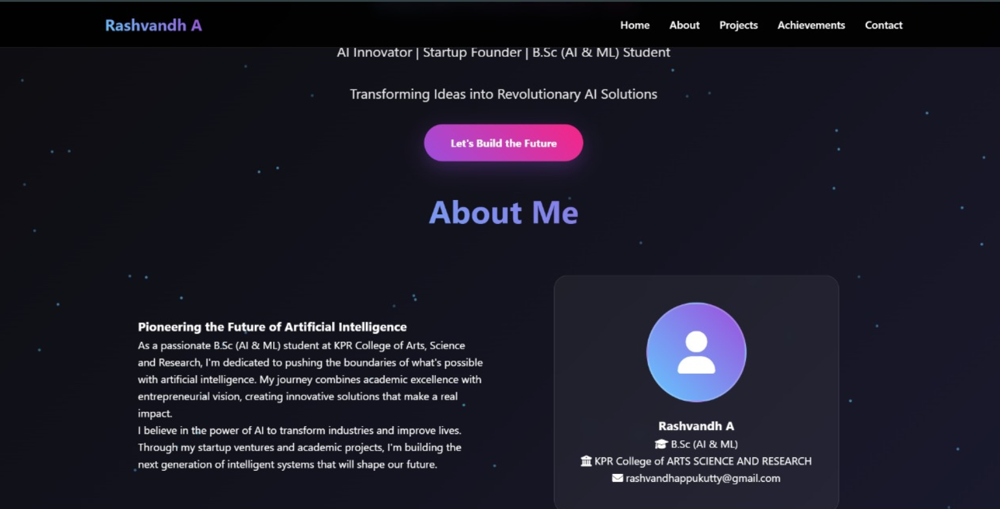 Rashvandh A
Home About Projects Achievements Contact
AI Innovator | Startup Founder | B.Sc (AI & ML) Student
Transforming Ideas into Revolutionary AI Solutions
Let's Build the Future
About Me
Pioneering the Future of Artificial Intelligence
As a passionate B.Sc (AI & ML) student at KPR College of Arts, Science
and Research, I'm dedicated to pushing the boundaries of what's possible
with artificial intelligence. My journey combines academic excellence with
entrepreneurial vision, creating innovative solutions that make a real
impact.
I believe in the power of AI to transform industries and improve lives.
Through my startup ventures and academic projects, I'm building the
next generation of intelligent systems that will shape our future.
Rashvandh A
B.Sc (AI & ML)
KPR College of ARTS SCIENCE AND RESEARCH
rashvandhappukutty@gmail.com